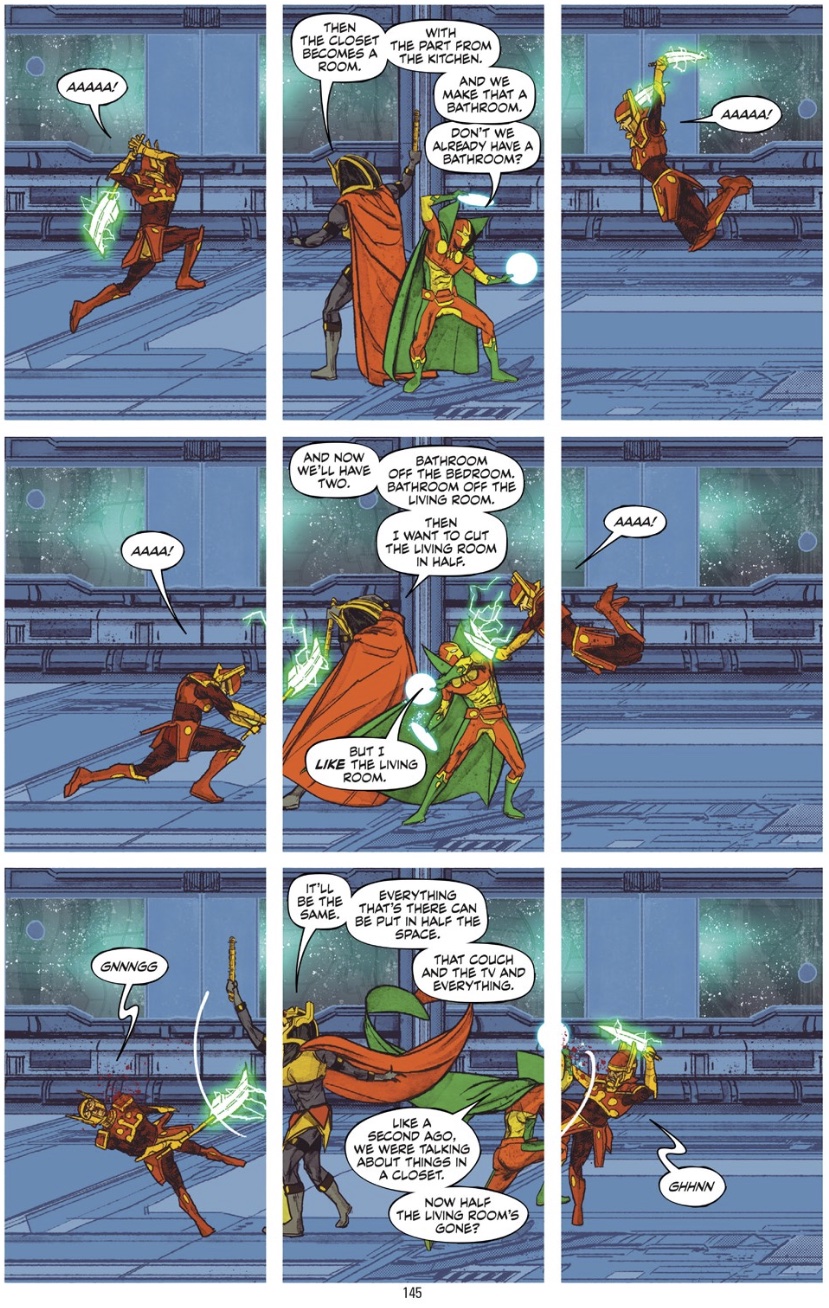 AAAAA!
THEN
THE CLOSET
BECOMES A
ROOM.
WITH
THE PART FROM
THE KITCHEN.
AND WE
MAKE THAT A
BATHROOM.
DON'T WE
ALREADY HAVE A
BATHROOM?
AAAAA!
AAAA!
AND NOW
WE'LL HAVE
TWO.
BATHROOM
OFF THE BEDROOM.
BATHROOM OFF THE
LIVING ROOM.
THEN
I WANT TO CUT
THE LIVING ROOM
IN HALF.
BUT I
LIKE THE LIVING
ROOM.
AAAA!
GNNNGG
IT'LL
BE THE
SAME.
EVERYTHING
THAT'S THERE CAN
BE PUT IN HALF THE
SPACE.
THAT COUCH
AND THE TV AND
EVERYTHING.
LIKE A
SECOND AGO,
WE WERE TALKING
ABOUT THINGS IN
A CLOSET.
NOW HALF
THE LIVING ROOM'S
GONE?
GHHNN
145